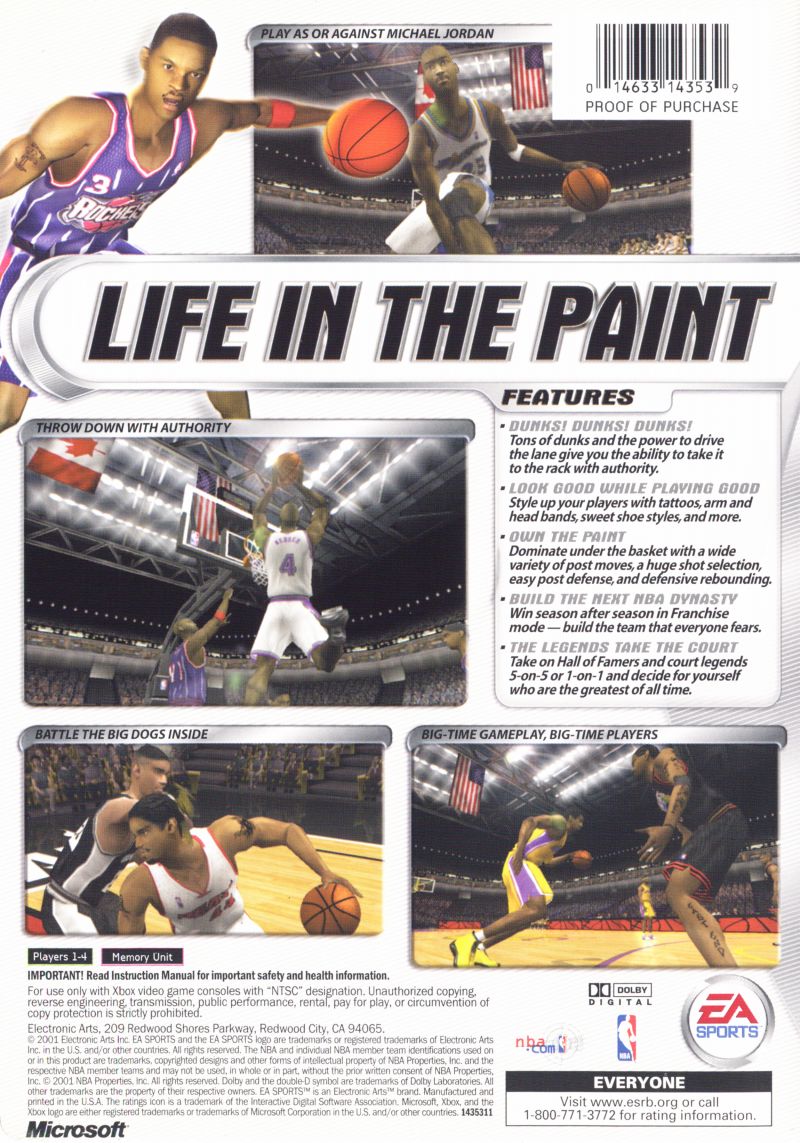 PLAY AS OR AGAINST MICHAEL JORDAN
0 14633 14353 9
PROOF OF PURCHASE
3
ROCKETS
LIFE IN THE PAINT
FEATURES
THROW DOWN WITH AUTHORITY
WEBBER
4
• DUNKS! DUNKS! DUNKS!
Tons of dunks and the power to drive
the lane give you the ability to take it
to the rack with authority.
• LOOK GOOD WHILE PLAYING GOOD
Style up your players with tattoos, arm and
head bands, sweet shoe styles, and more.
• OWN THE PAINT
Dominate under the basket with a wide
variety of post moves, a huge shot selection,
easy post defense, and defensive rebounding.
• BUILD THE NEXT NBA DYNASTY
Win season after season in Franchise
mode — build the team that everyone fears.
• THE LEGENDS TAKE THE COURT
Take on Hall of Famers and court legends
5-on-5 or 1-on-1 and decide for yourself
who are the greatest of all time.
BATTLE THE BIG DOGS INSIDE
BIG-TIME GAMEPLAY, BIG-TIME PLAYERS
Players 1-4
Memory Unit
IMPORTANT! Read Instruction Manual for important safety and health information.
For use only with Xbox video game consoles with "NTSC" designation. Unauthorized copying,
reverse engineering, transmission, public performance, rental, pay for play, or circumvention of
copy protection is strictly prohibited.
Electronic Arts, 209 Redwood Shores Parkway, Redwood City, CA 94065.
© 2001 Electronic Arts Inc. EA SPORTS and the EA SPORTS logo are trademarks or registered trademarks of Electronic Arts
Inc. in the U.S. and/or other countries. All rights reserved. The NBA and individual NBA member team identifications used on
or in this product are trademarks, copyrighted designs and other forms of intellectual property of NBA Properties, Inc. and the
respective NBA member teams and may not be used, in whole or in part, without the prior written consent of NBA Properties,
Inc. © 2001 NBA Properties, Inc. All rights reserved. Dolby and the double-D symbol are trademarks of Dolby Laboratories. All
other trademarks are the property of their respective owners. EA SPORTS™ is an Electronic Arts™ brand. Manufactured and
printed in the U.S.A. The ratings icon is a trademark of the Interactive Digital Software Association. Microsoft, Xbox, and the
Xbox logo are either registered trademarks or trademarks of Microsoft Corporation in the U.S. and/or other countries. 1435311
Microsoft
DOLBY
DIGITAL
nba
.com
NBA
EA
SPORTS
EVERYONE
Visit www.esrb.org or call
1-800-771-3772 for rating information.